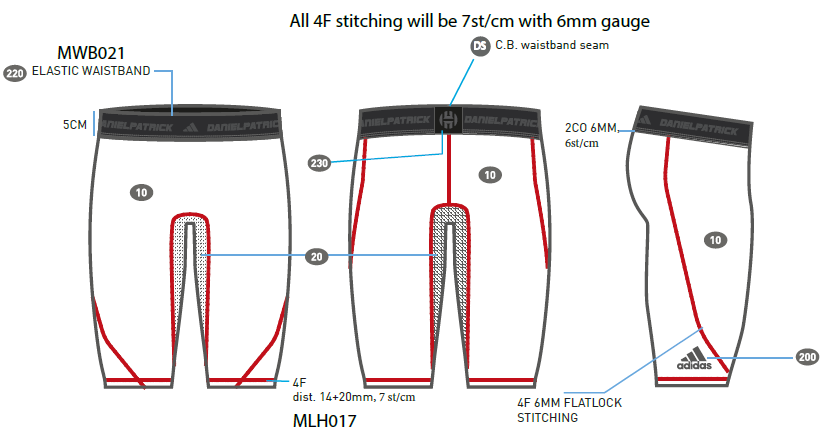 All 4F stitching will be 7st/cm with 6mm gauge
DS C.B. waistband seam
MWB021
220 ELASTIC WAISTBAND
5CM
DANIELPATRICK DANIELPATRICK
DANIELPATRICK DANIELPATRICK
DANIELPATRICK
2CO 6MM,
6st/cm
230
10
10
10
20
adidas
200
4F
dist. 14+20mm, 7 st/cm
MLH017
4F 6MM FLATLOCK
STITCHING